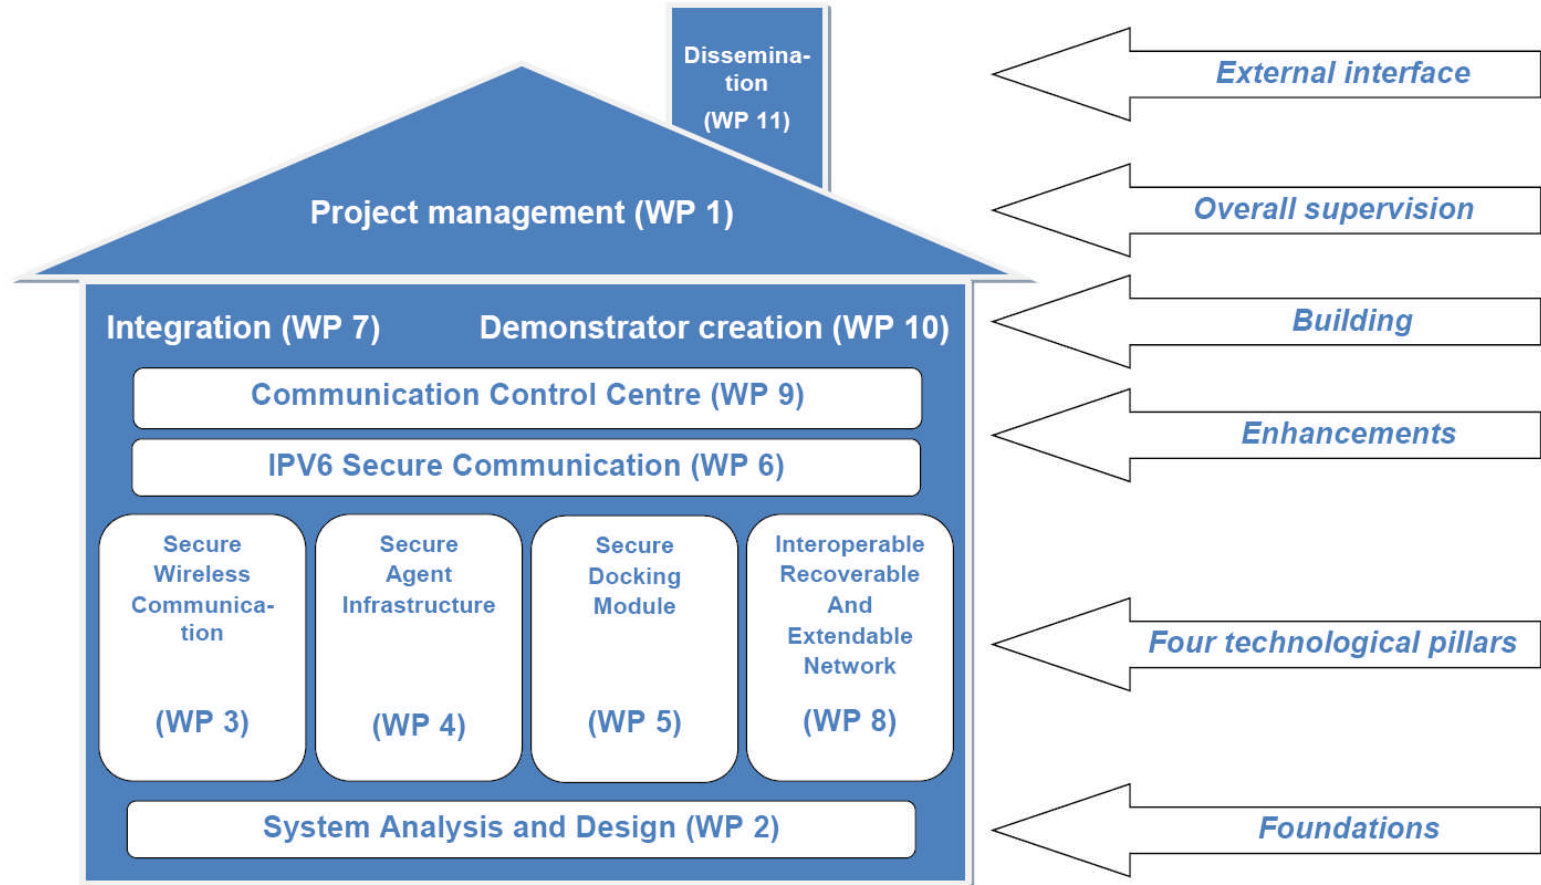 Dissemina-
tion
(WP 11)
External interface
Project management (WP 1)
Overall supervision
Integration (WP 7)
Demonstrator creation (WP 10)
Building
Communication Control Centre (WP 9)
Enhancements
IPV6 Secure Communication (WP 6)
Secure
Wireless
Communica-
tion
(WP 3)
Secure
Agent
Infrastructure
(WP 4)
Secure
Docking
Module
(WP 5)
Interoperable
Recoverable
And
Extendable
Network
(WP 8)
Four technological pillars
System Analysis and Design (WP 2)
Foundations